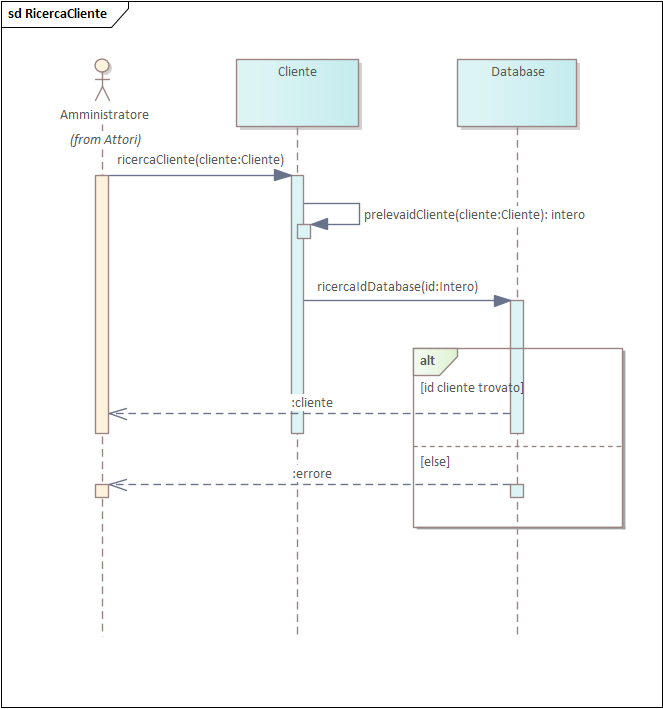 sd RicercaCliente
Cliente
Database
Amministratore
(from Attori)
ricercaCliente(cliente:Cliente)
prelevaidCliente(cliente:Cliente): intero
ricercaIdDatabase(id:Intero)
alt
[id cliente trovato]
:cliente
[else]
:errore